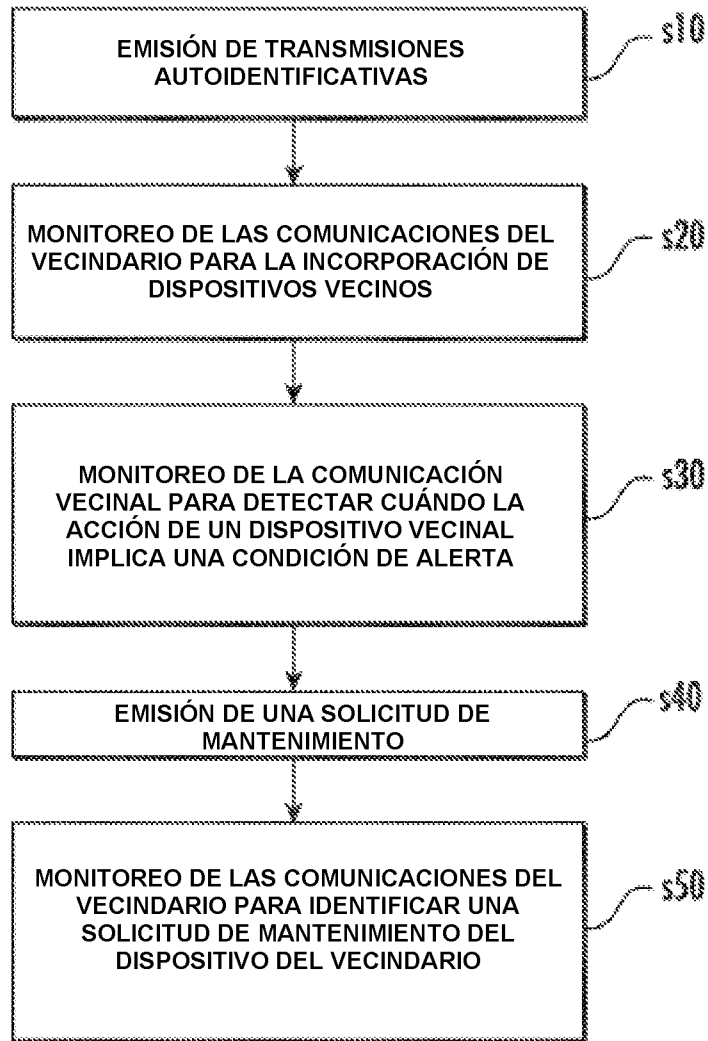 EMISIÓN DE TRANSMISIONES
AUTOIDENTIFICATIVAS
s10
MONITOREO DE LAS COMUNICACIONES DEL
VECINDARIO PARA LA INCORPORACIÓN DE
DISPOSITIVOS VECINOS
s20
MONITOREO DE LA COMUNICACIÓN
VECINAL PARA DETECTAR CUÁNDO LA
ACCIÓN DE UN DISPOSITIVO VECINAL
IMPLICA UNA CONDICIÓN DE ALERTA
s30
EMISIÓN DE UNA SOLICITUD DE
MANTENIMIENTO
s40
MONITOREO DE LAS COMUNICACIONES DEL
VECINDARIO PARA IDENTIFICAR UNA
SOLICITUD DE MANTENIMIENTO DEL
DISPOSITIVO DEL VECINDARIO
s50